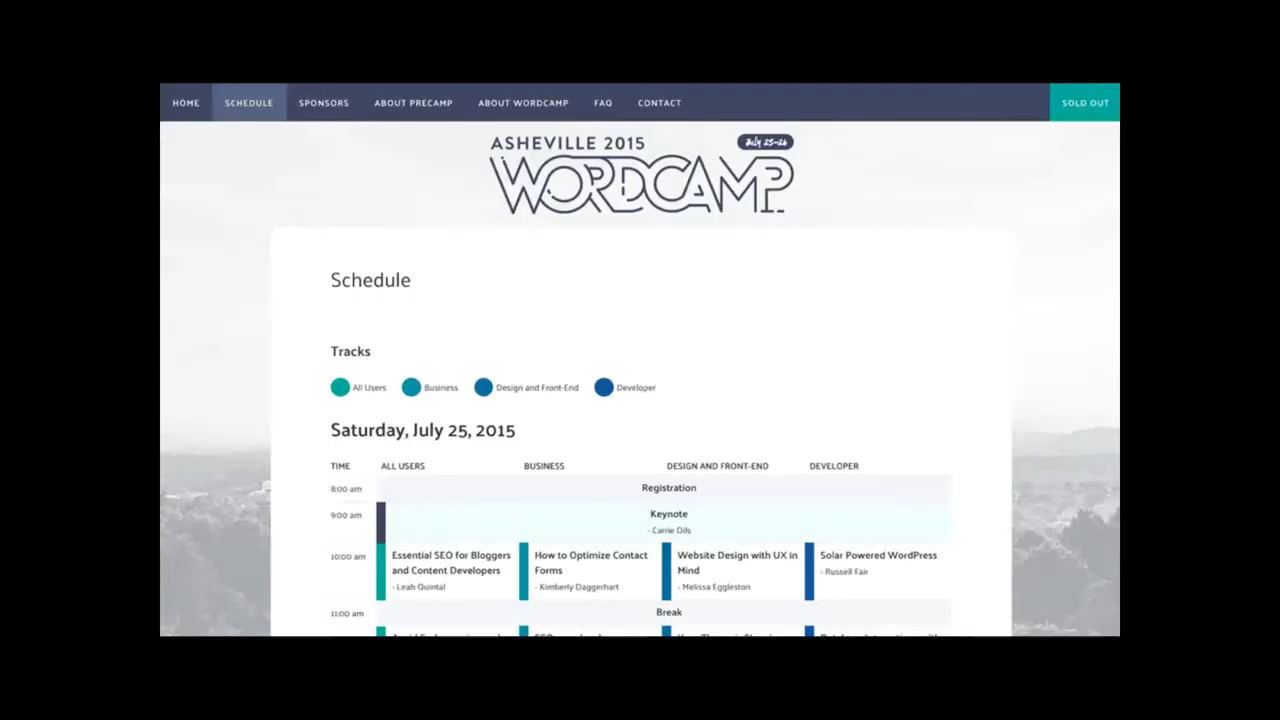 HOME SCHEDULE SPONSORS ABOUT PRECAMP ABOUT WORDCAMP FAQ CONTACT SOLD OUT
ASHEVILLE 2015 July 25-26
WORDCAMP
Schedule
Tracks
All Users Business Design and Front-End Developer
Saturday, July 25, 2015
TIME ALL USERS BUSINESS DESIGN AND FRONT-END DEVELOPER
8:00 am Registration
9:00 am Keynote
- Carrie Dils
10:00 am Essential SEO for Bloggers How to Optimize Contact Website Design with UX in Solar Powered WordPress
and Content Developers Forms Mind - Russell Fair
- Leah Quintal - Kimberly Daggerhart - Melissa Eggleston
11:00 am Break